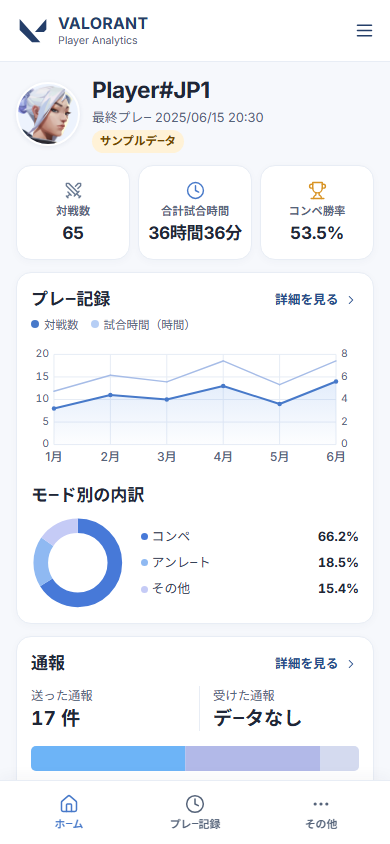 VALORANT
Player Analytics
Player#JP1
最終プレー 2025/06/15 20:30
サンプルデータ
対戦数
65
合計試合時間
36時間36分
コンペ勝率
53.5%
プレー記録
詳細を見る
対戦数
試合時間（時間）
20
15
10
5
0
8
6
4
2
0
1月
2月
3月
4月
5月
6月
モード別の内訳
コンペ 66.2%
アンレート 18.5%
その他 15.4%
通報
詳細を見る
送った通報
17 件
受けた通報
データなし
ホーム
プレー記録
その他